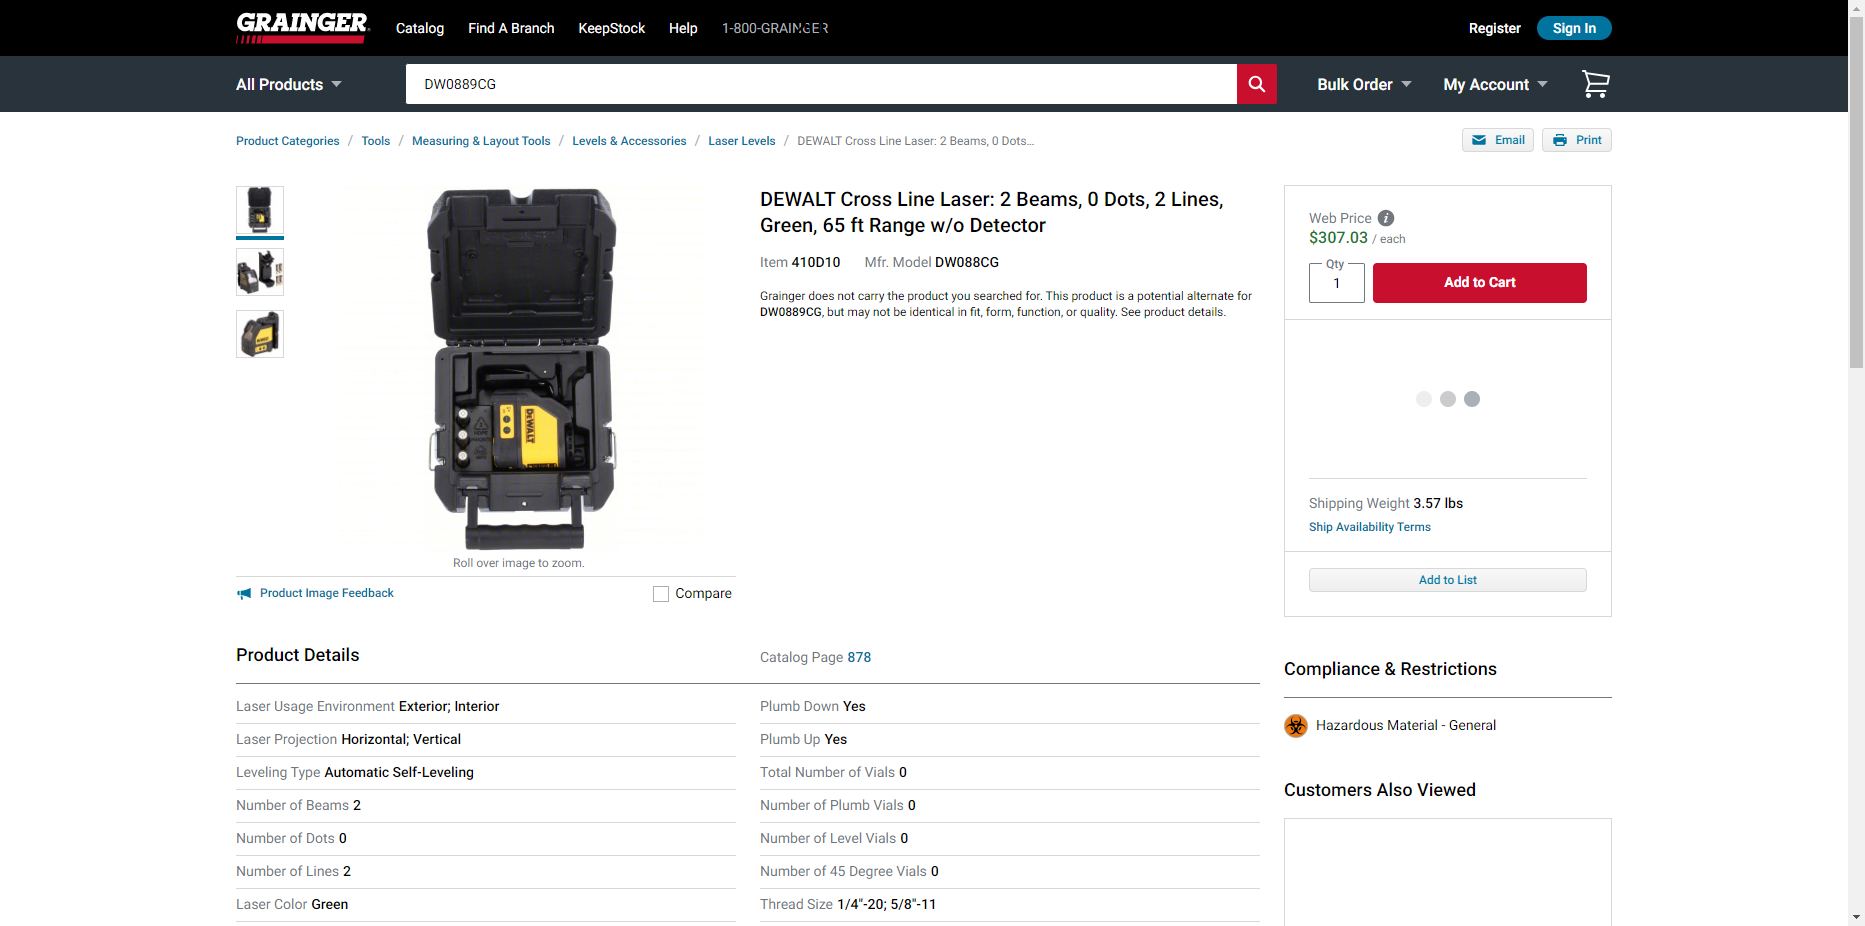 GRAINGER
Catalog Find A Branch KeepStock Help 1-800-GRAINGER
Register Sign In
All Products DW0889CG Bulk Order My Account
Product Categories / Tools / Measuring & Layout Tools / Levels & Accessories / Laser Levels / DEWALT Cross Line Laser: 2 Beams, 0 Dots...
Email Print
DEWALT Cross Line Laser: 2 Beams, 0 Dots, 2 Lines,
Green, 65 ft Range w/o Detector
Item 410D10 Mfr. Model DW088CG
Grainger does not carry the product you searched for. This product is a potential alternate for
DW0889CG, but may not be identical in fit, form, function, or quality. See product details.
DEWALT
Roll over image to zoom.
Product Image Feedback Compare
Web Price
$307.03 / each
Qty
1
Add to Cart
Shipping Weight 3.57 lbs
Ship Availability Terms
Add to List
Product Details
Catalog Page 878
Laser Usage Environment Exterior; Interior
Laser Projection Horizontal; Vertical
Leveling Type Automatic Self-Leveling
Number of Beams 2
Number of Dots 0
Number of Lines 2
Laser Color Green
Plumb Down Yes
Plumb Up Yes
Total Number of Vials 0
Number of Plumb Vials 0
Number of Level Vials 0
Number of 45 Degree Vials 0
Thread Size 1/4"-20; 5/8"-11
Compliance & Restrictions
Hazardous Material - General
Customers Also Viewed